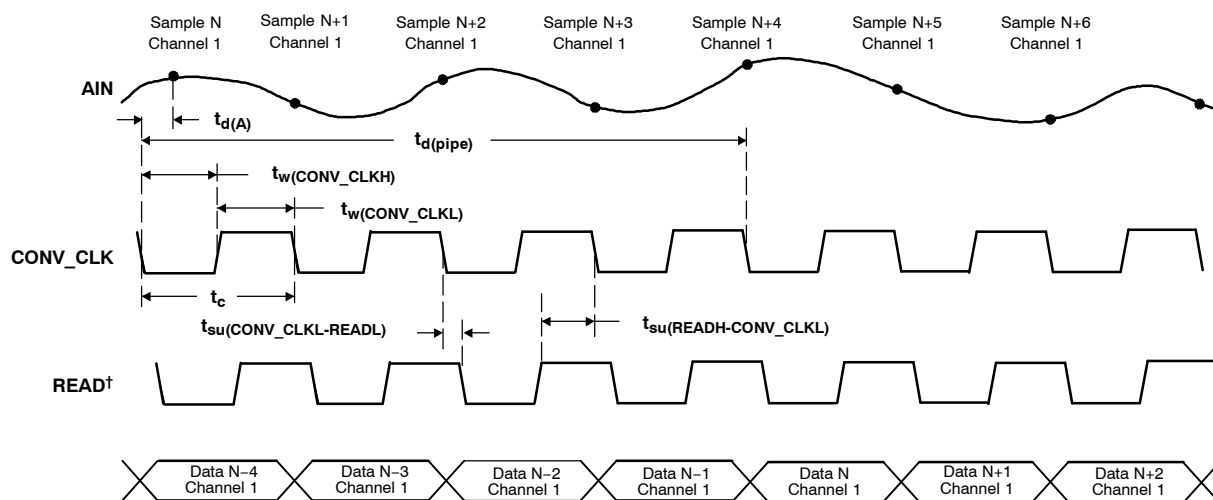 Sample N
Channel 1
Sample N+1
Channel 1
Sample N+2
Channel 1
Sample N+3
Channel 1
Sample N+4
Channel 1
Sample N+5
Channel 1
Sample N+6
Channel 1
AIN
td(A)
td(pipe)
tw(CONV_CLKH)
tw(CONV_CLKL)
CONV_CLK
tc
tsu(CONV_CLKL-READL)
tsu(READH-CONV_CLKL)
READ†
Data N−4
Channel 1
Data N−3
Channel 1
Data N−2
Channel 1
Data N−1
Channel 1
Data N
Channel 1
Data N+1
Channel 1
Data N+2
Channel 1